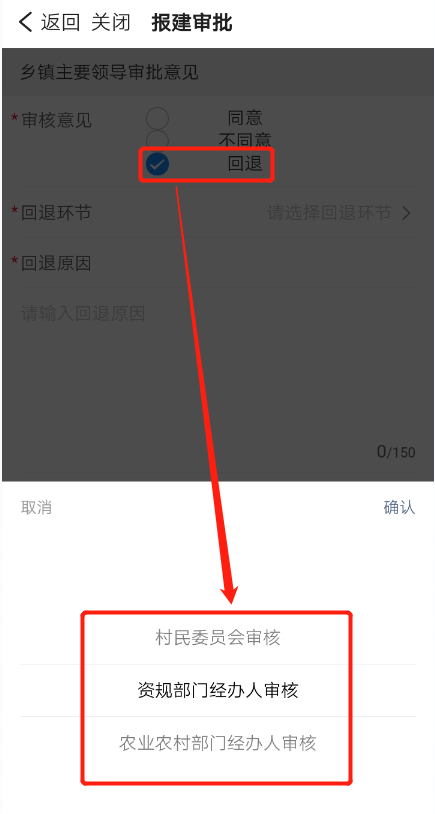 返回 关闭 报建审批
乡镇主要领导审批意见
*审核意见 同意
不同意
回退
*回退环节 请选择回退环节
*回退原因
请输入回退原因
0/150
取消 确认
村民委员会审核
资规部门经办人审核
农业农村部门经办人审核